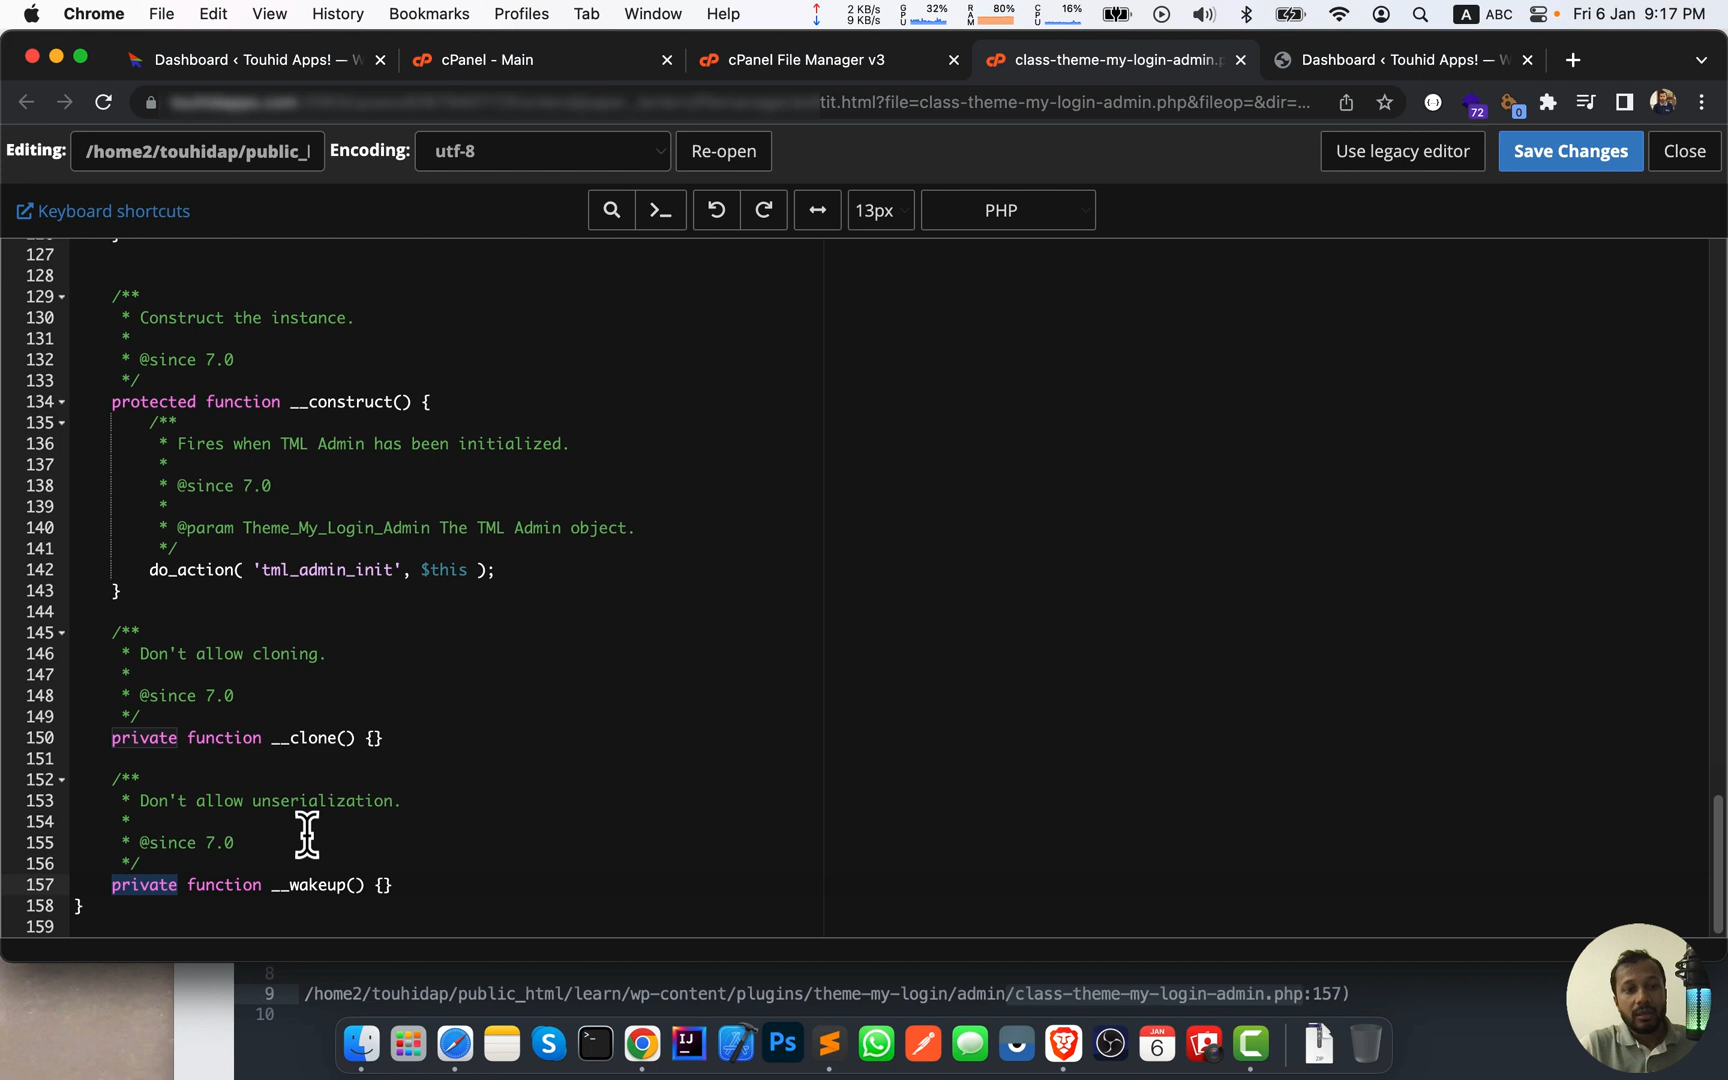 Chrome File Edit View History Bookmarks Profiles Tab Window Help 2 KB/s 9 KB/s GPU 32% RAM 80% CPU 16% A ABC Fri 6 Jan 9:17 PM
Dashboard ‹ Touhid Apps! — W cPanel - Main cPanel File Manager v3 class-theme-my-login-admin.p Dashboard ‹ Touhid Apps! — W
tit.html?file=class-theme-my-login-admin.php&fileop=&dir=... 72 0
Editing: /home2/touhidap/public_l Encoding: utf-8 Re-open Use legacy editor Save Changes Close
Keyboard shortcuts 13px PHP
127
128
129 /**
130 * Construct the instance.
131 *
132 * @since 7.0
133 */
134 protected function __construct() {
135 /**
136 * Fires when TML Admin has been initialized.
137 *
138 * @since 7.0
139 *
140 * @param Theme_My_Login_Admin The TML Admin object.
141 */
142 do_action( 'tml_admin_init', $this );
143 }
144
145 /**
146 * Don't allow cloning.
147 *
148 * @since 7.0
149 */
150 private function __clone() {}
151
152 /**
153 * Don't allow unserialization.
154 *
155 * @since 7.0
156 */
157 private function __wakeup() {}
158 }
159
8
9 /home2/touhidap/public_html/learn/wp-content/plugins/theme-my-login/admin/class-theme-my-login-admin.php:157)
10
S IJ Ps JAN 6 C ZIP